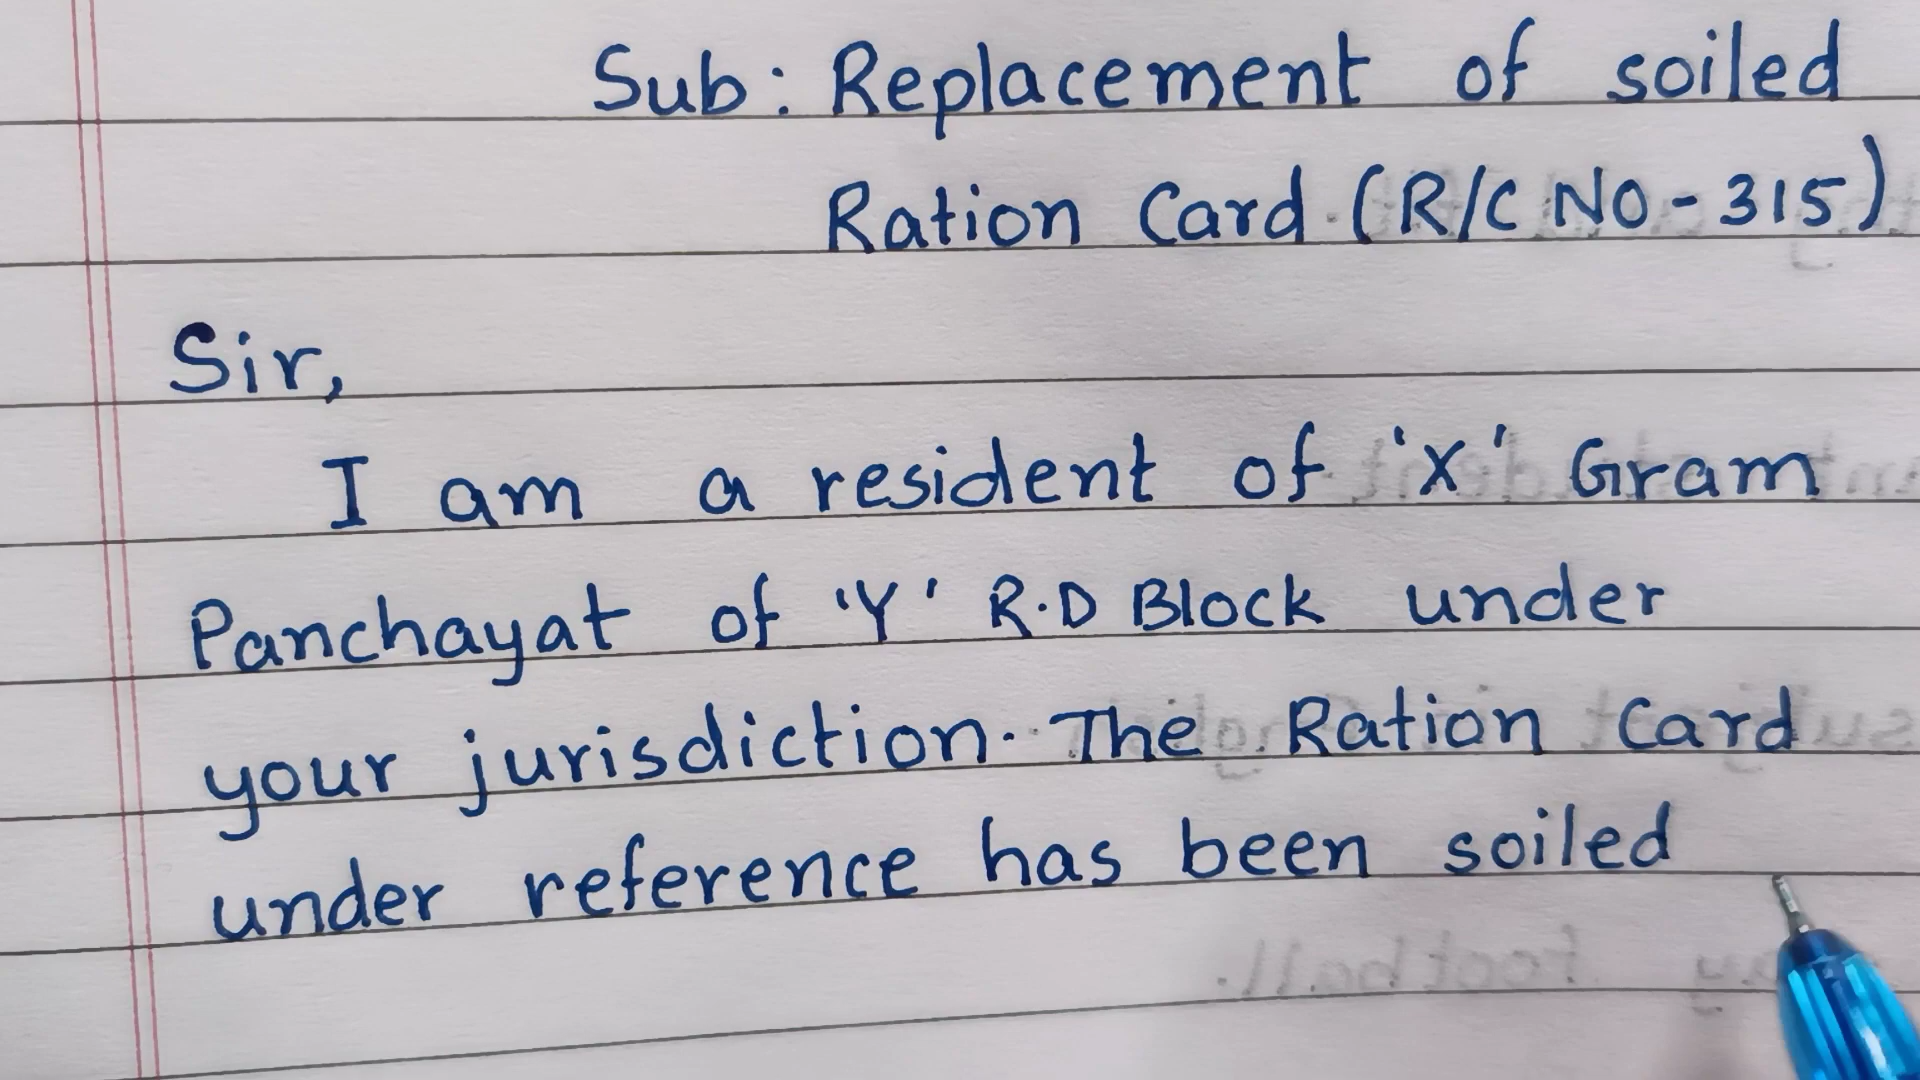 Sub: Replacement of soiled
Ration Card. (R/C NO-315)
Sir,
I am a resident of 'X' Gram
Panchayat of 'Y' R.D Block under
your jurisdiction. The Ration Card
under reference has been soiled